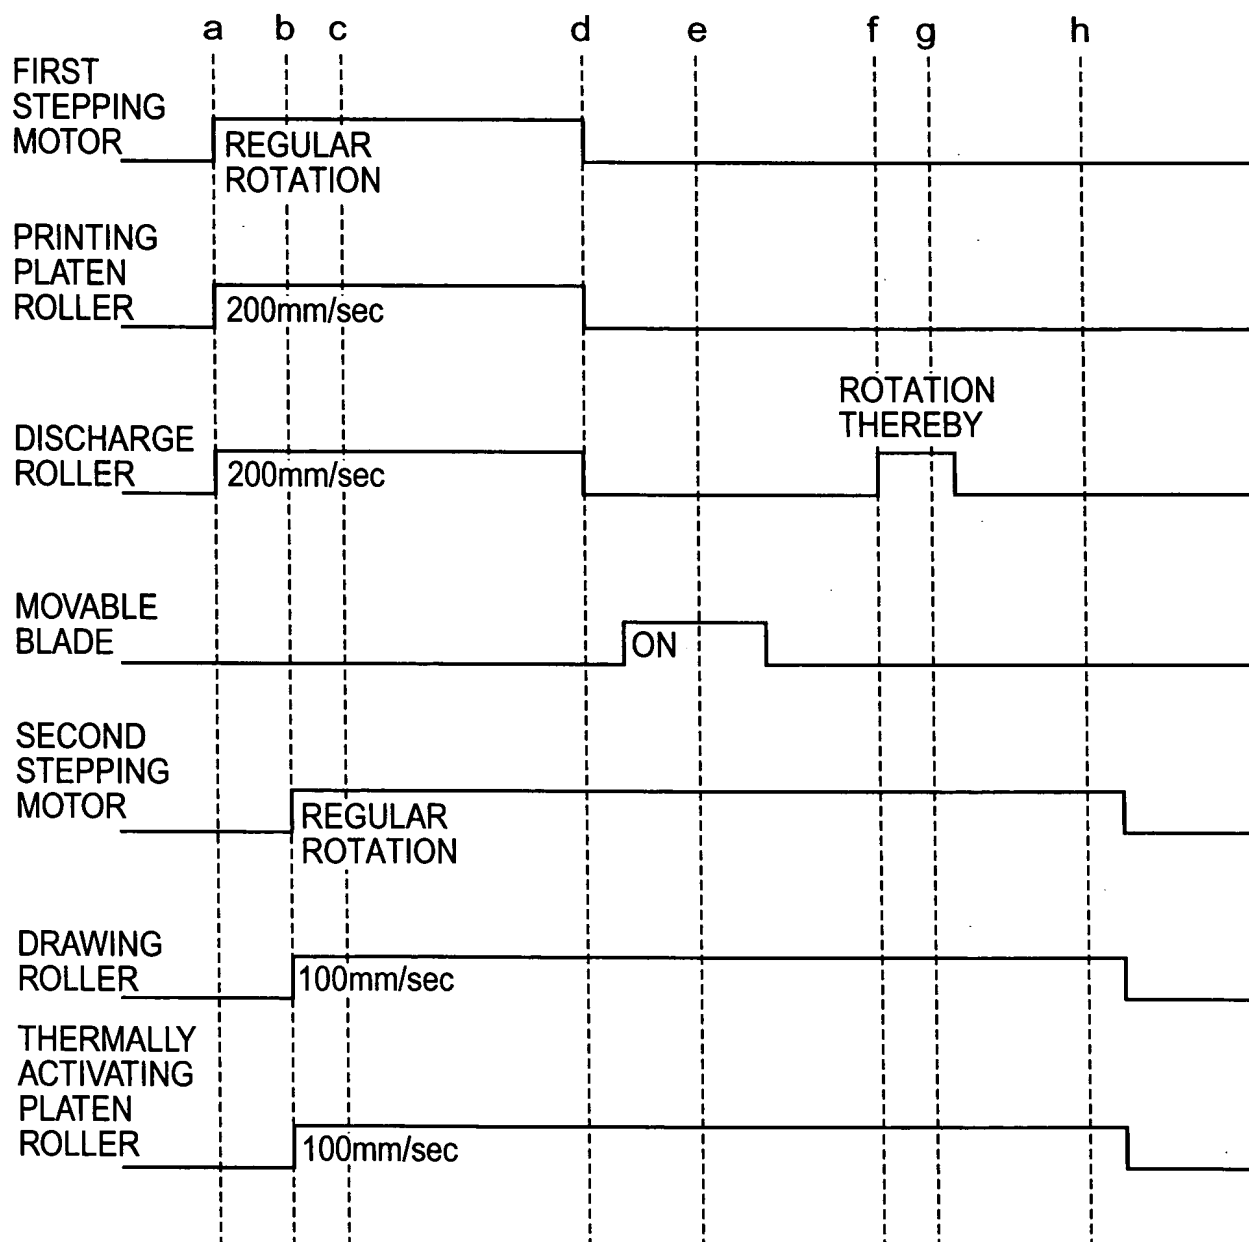 a b c d e f g h
FIRST
STEPPING
MOTOR
REGULAR
ROTATION
PRINTING
PLATEN
ROLLER
200mm/sec
ROTATION
THEREBY
DISCHARGE
ROLLER
200mm/sec
MOVABLE
BLADE
ON
SECOND
STEPPING
MOTOR
REGULAR
ROTATION
DRAWING
ROLLER
100mm/sec
THERMALLY
ACTIVATING
PLATEN
ROLLER
100mm/sec